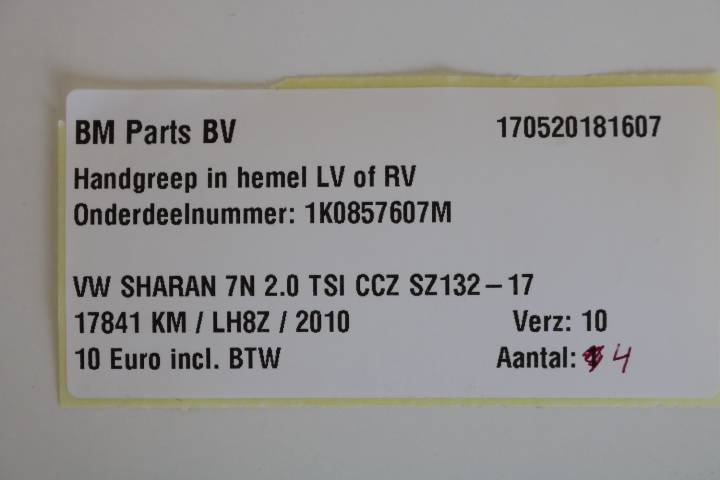 BM Parts BV 170520181607
Handgreep in hemel LV of RV
Onderdeelnummer: 1K0857607M
VW SHARAN 7N 2.0 TSI CCZ SZ132-17
17841 KM / LH8Z / 2010 Verz: 10
10 Euro incl. BTW Aantal: 4